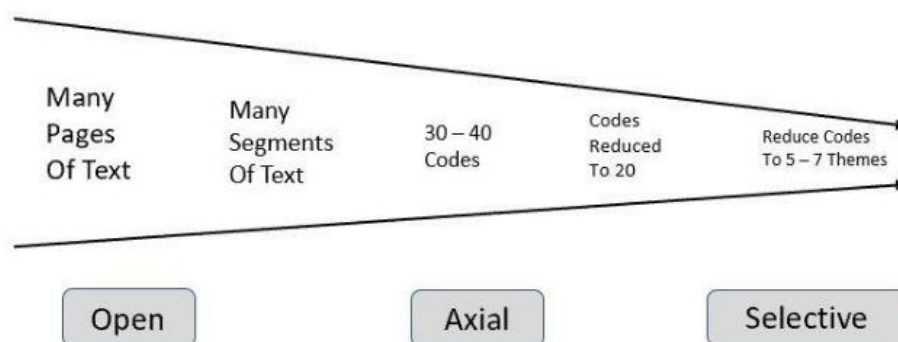 Many
Pages
Of Text
Many
Segments
Of Text
30 – 40
Codes
Codes
Reduced
To 20
Reduce Codes
To 5 – 7 Themes
Open
Axial
Selective